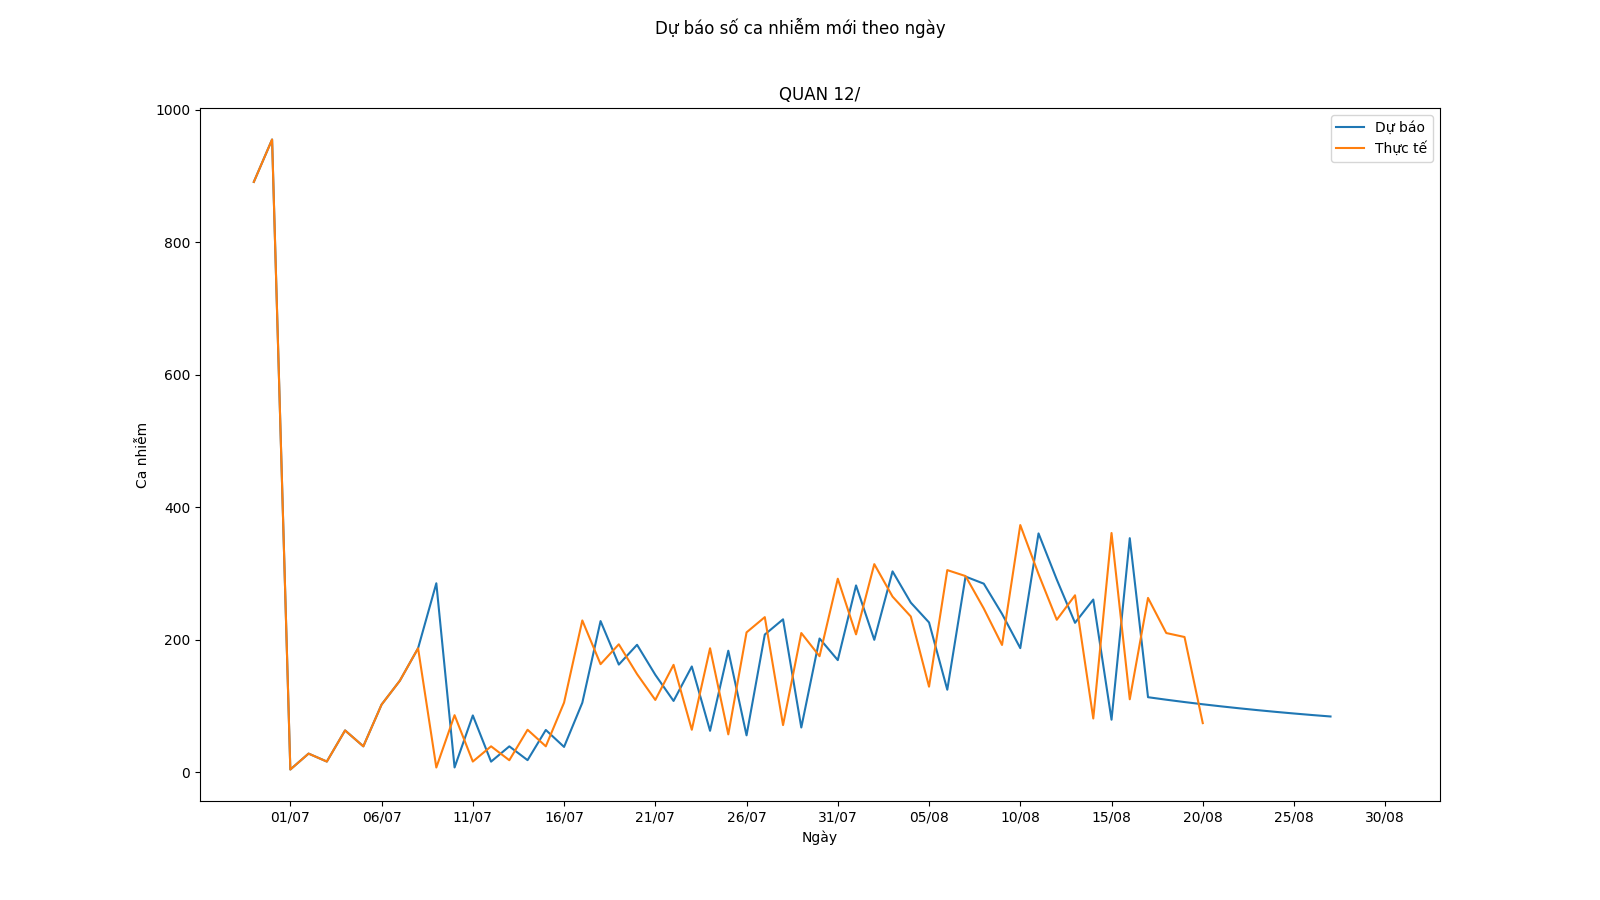 Dự báo số ca nhiễm mới theo ngày
QUAN 12/
1000
800
600
400
200
0
Ca nhiễm
Dự báo
Thực tế
01/07 06/07 11/07 16/07 21/07 26/07 31/07 05/08 10/08 15/08 20/08 25/08 30/08
Ngày